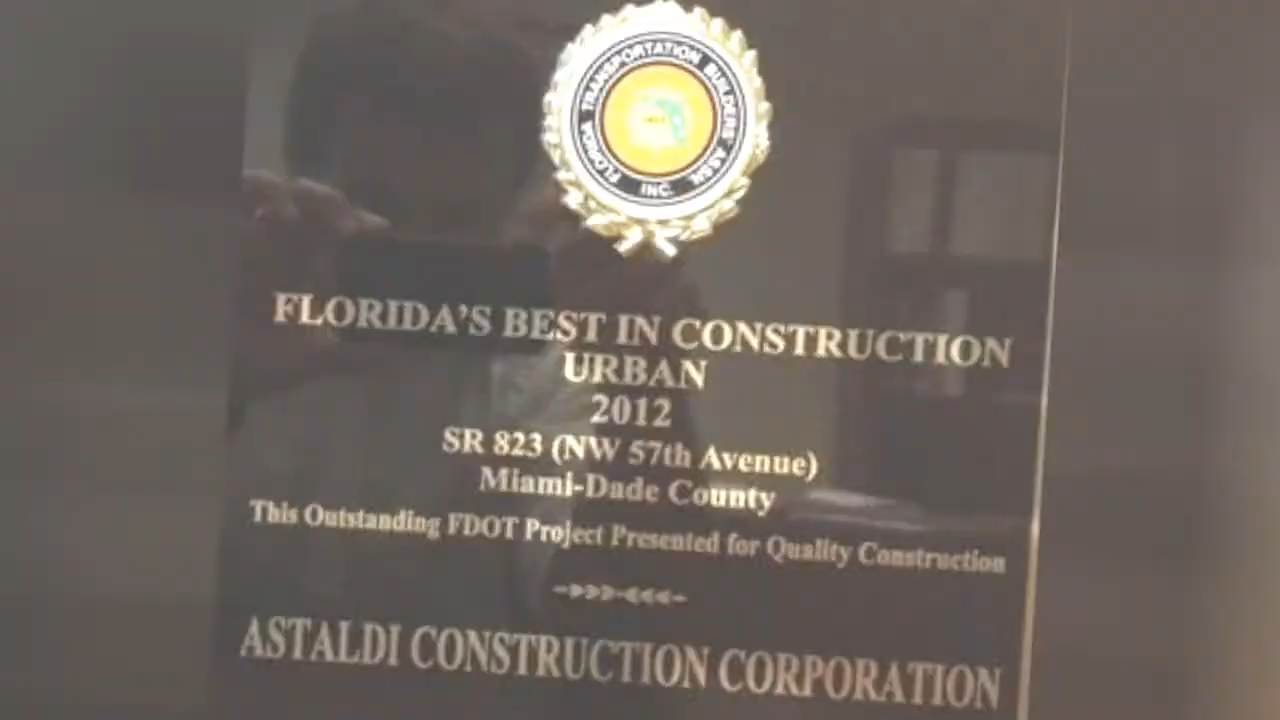 FLORIDA TRANSPORTATION BUILDERS ASSN. INC.
FLORIDA'S BEST IN CONSTRUCTION
URBAN
2012
SR 823 (NW 57th Avenue)
Miami-Dade County
This Outstanding FDOT Project Presented for Quality Construction
ASTALDI CONSTRUCTION CORPORATION